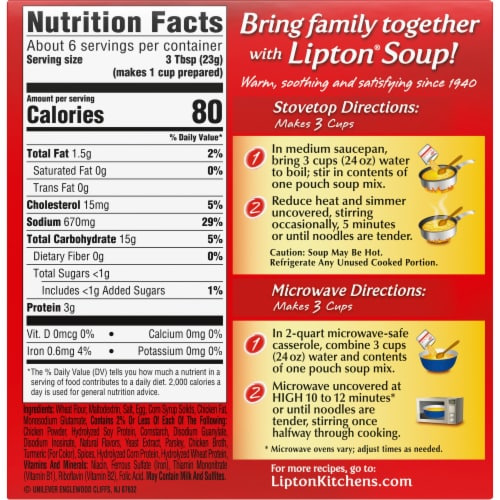 Nutrition Facts
About 6 servings per container
Serving size 3 Tbsp (23g)
(makes 1 cup prepared)
Amount per serving
Calories 80
% Daily Value*
Total Fat 1.5g 2%
Saturated Fat 0g 0%
Trans Fat 0g
Cholesterol 15mg 5%
Sodium 670mg 29%
Total Carbohydrate 15g 5%
Dietary Fiber 0g 0%
Total Sugars <1g
Includes <1g Added Sugars 1%
Protein 3g
Vit. D 0mcg 0% • Calcium 0mg 0%
Iron 0.6mg 4% • Potassium 0mg 0%
*The % Daily Value (DV) tells you how much a nutrient in a
serving of food contributes to a daily diet. 2,000 calories a
day is used for general nutrition advice.
Ingredients: Wheat Flour, Maltodextrin, Salt, Egg, Corn Syrup Solids, Chicken Fat,
Monosodium Glutamate, Contains 2% Or Less Of Each Of The Following:
Chicken Powder, Hydrolyzed Soy Protein, Cornstarch, Disodium Guanylate,
Disodium Inosinate, Natural Flavors, Yeast Extract, Parsley, Chicken Broth,
Turmeric (For Color), Spices, Hydrolyzed Corn Protein, Hydrolyzed Wheat Protein,
Vitamins And Minerals: Niacin, Ferrous Sulfate (Iron), Thiamin Mononitrate
(Vitamin B1), Riboflavin (Vitamin B2), Folic Acid. May Contain Milk And Sulfites.
© UNILEVER ENGLEWOOD CLIFFS, NJ 07632
Bring family together
with Lipton® Soup!
Warm, soothing and satisfying since 1940
Stovetop Directions:
Makes 3 Cups
1 In medium saucepan,
bring 3 cups (24 oz) water
to boil; stir in contents of
one pouch soup mix.
2 Reduce heat and simmer
uncovered, stirring
occasionally, 5 minutes
or until noodles are tender.
Caution: Soup May Be Hot.
Refrigerate Any Unused Cooked Portion.
Microwave Directions:
Makes 3 Cups
1 In 2-quart microwave-safe
casserole, combine 3 cups
(24 oz) water and contents
of one pouch soup mix.
2 Microwave uncovered at
HIGH 10 to 12 minutes*
or until noodles are
tender, stirring once
halfway through cooking.
* Microwave ovens vary; adjust times as needed.
For more recipes, go to:
LiptonKitchens.com